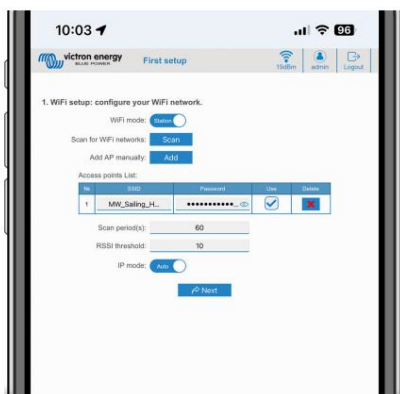 10:03 96
victron energy
BLUE POWER
First setup
15dBm admin Logout
1. WiFi setup: configure your WiFi network.
WiFi mode: Station
Scan for WiFi networks: Scan
Add AP manually: Add
Access points List:
№ SSID Password Use Delete
1 MW_Sailing_H... •••••••••••...
Scan period(s): 60
RSSI threshold: 10
IP mode: Auto
Next